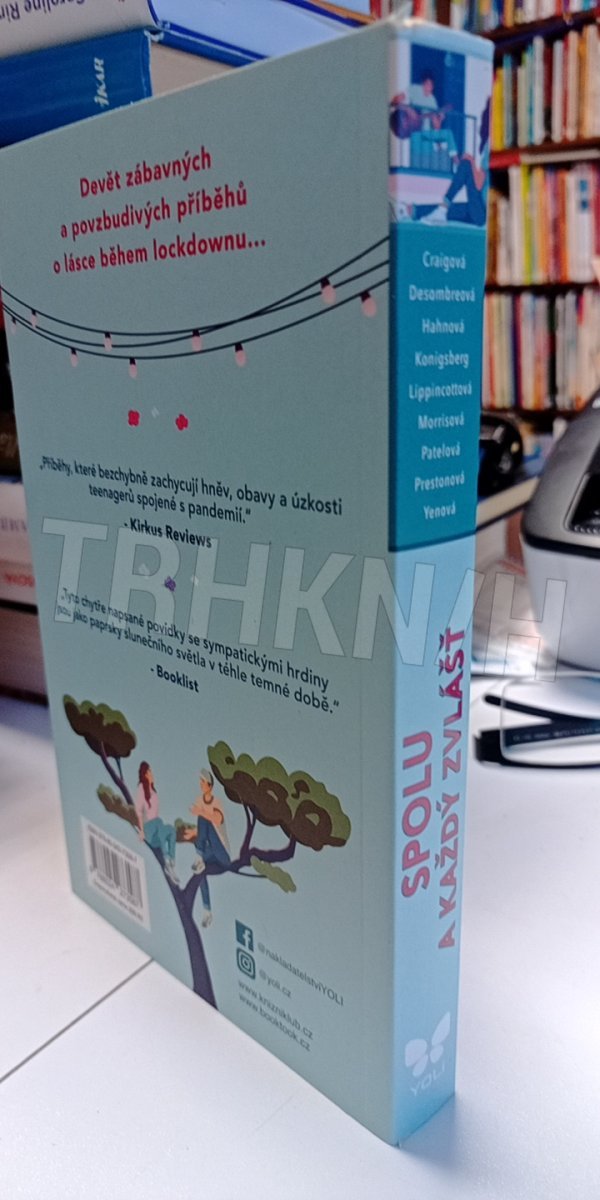 Caroline
IKAR
Devět zábavných
a povzbudivých příběhů
o lásce během lockdownu...
„Příběhy, které bezchybně zachycují hněv, obavy a úzkosti
teenagerů spojené s pandemií.“
- Kirkus Reviews
„Tyto chytře napsané povídky se sympatickými hrdiny
jsou jako paprsky slunečního světla v téhle temné době.“
- Booklist
@nakladatelstviYOLI
@yoli.cz
www.knizniklub.cz
www.booktook.cz
Craigová
Desombreová
Hahnová
Konigsberg
Lippincottová
Morrisová
Patelová
Prestonová
Yenová
SPOLU
A KAŽDÝ ZVLÁŠŤ
YOLI
TRHKNIH